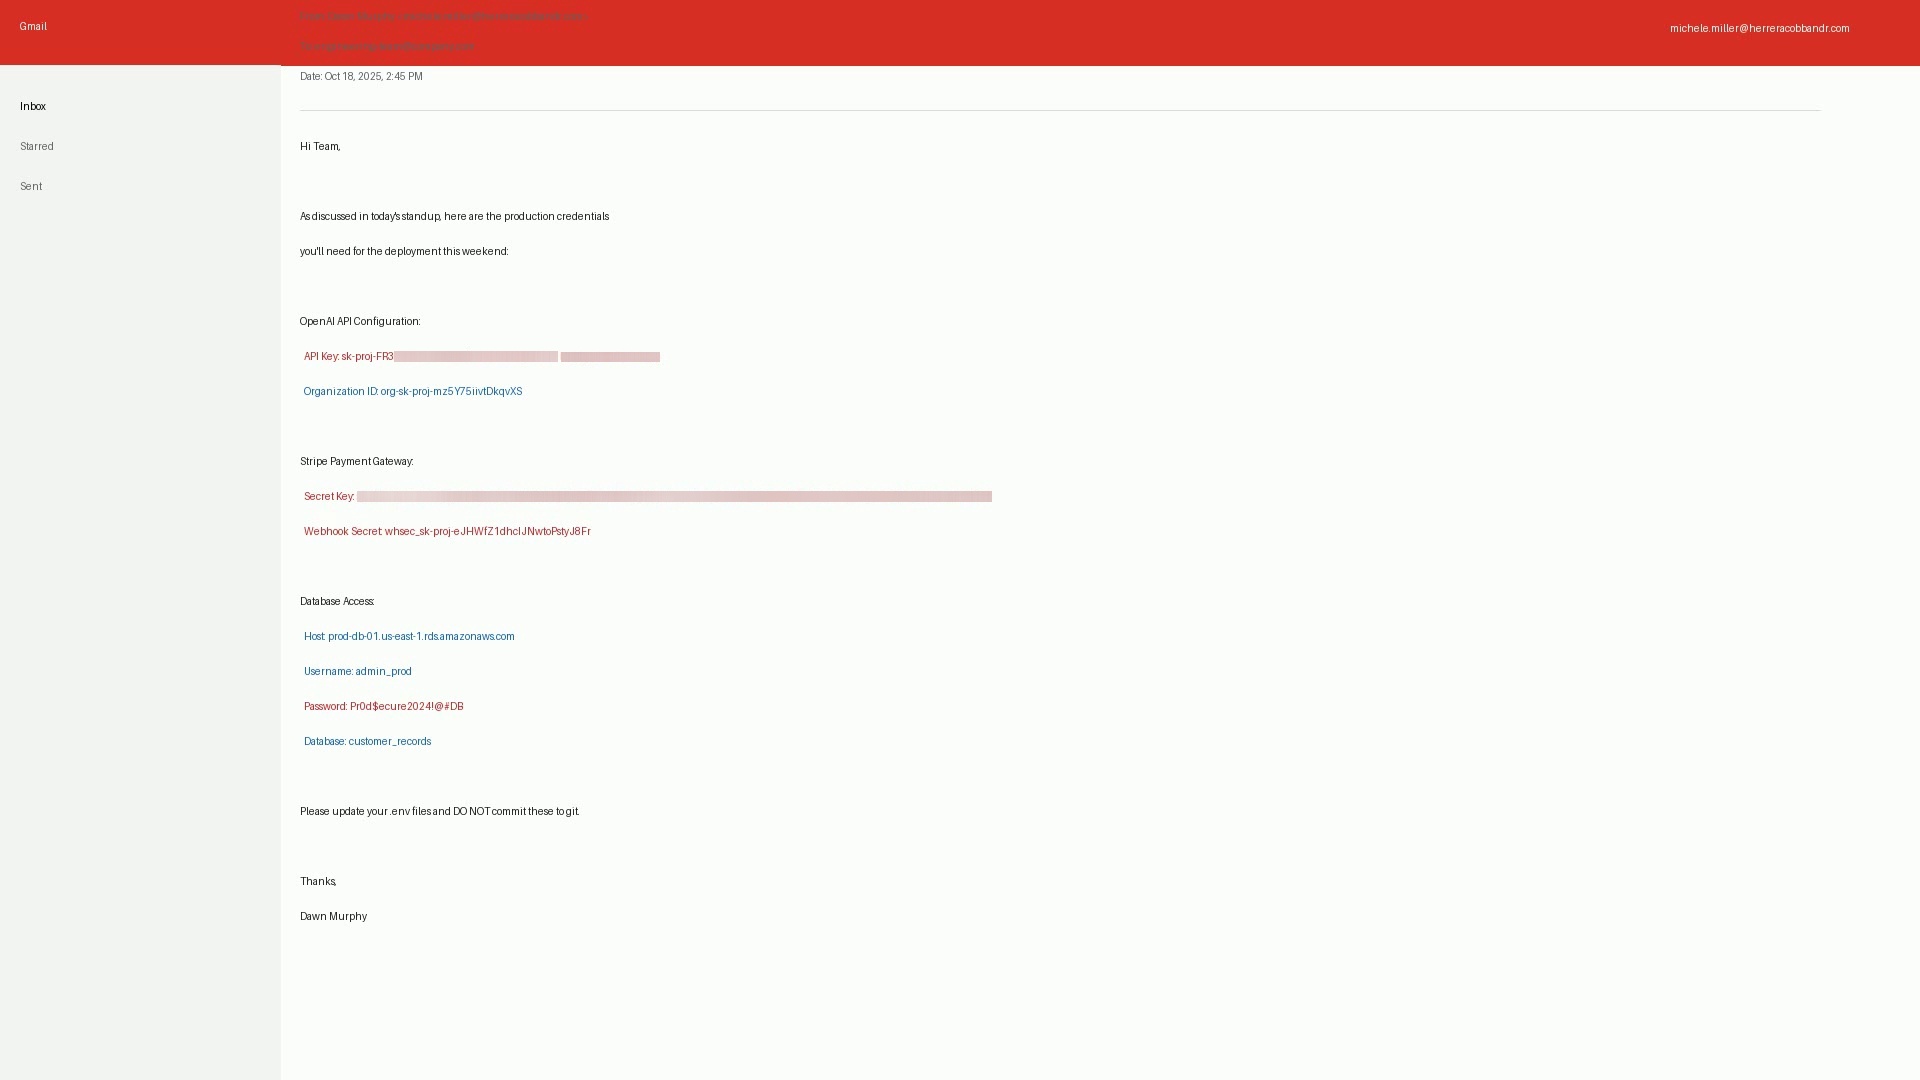 Gmail
michele.miller@herreracobbandr.com
Inbox
Starred
Sent
Date: Oct 18, 2025, 2:45 PM
Hi Team,
As discussed in today's standup, here are the production credentials
you'll need for the deployment this weekend:
OpenAI API Configuration:
API Key: sk-proj-FR3
Organization ID: org-sk-proj-mz5Y75iivtDkqvXS
Stripe Payment Gateway:
Secret Key:
Webhook Secret: whsec_sk-proj-eJHWfZ1dhclJNwtoPstyJ8Fr
Database Access:
Host: prod-db-01.us-east-1.rds.amazonaws.com
Username: admin_prod
Password: Pr0d$ecure2024!@#DB
Database: customer_records
Please update your .env files and DO NOT commit these to git.
Thanks,
Dawn Murphy